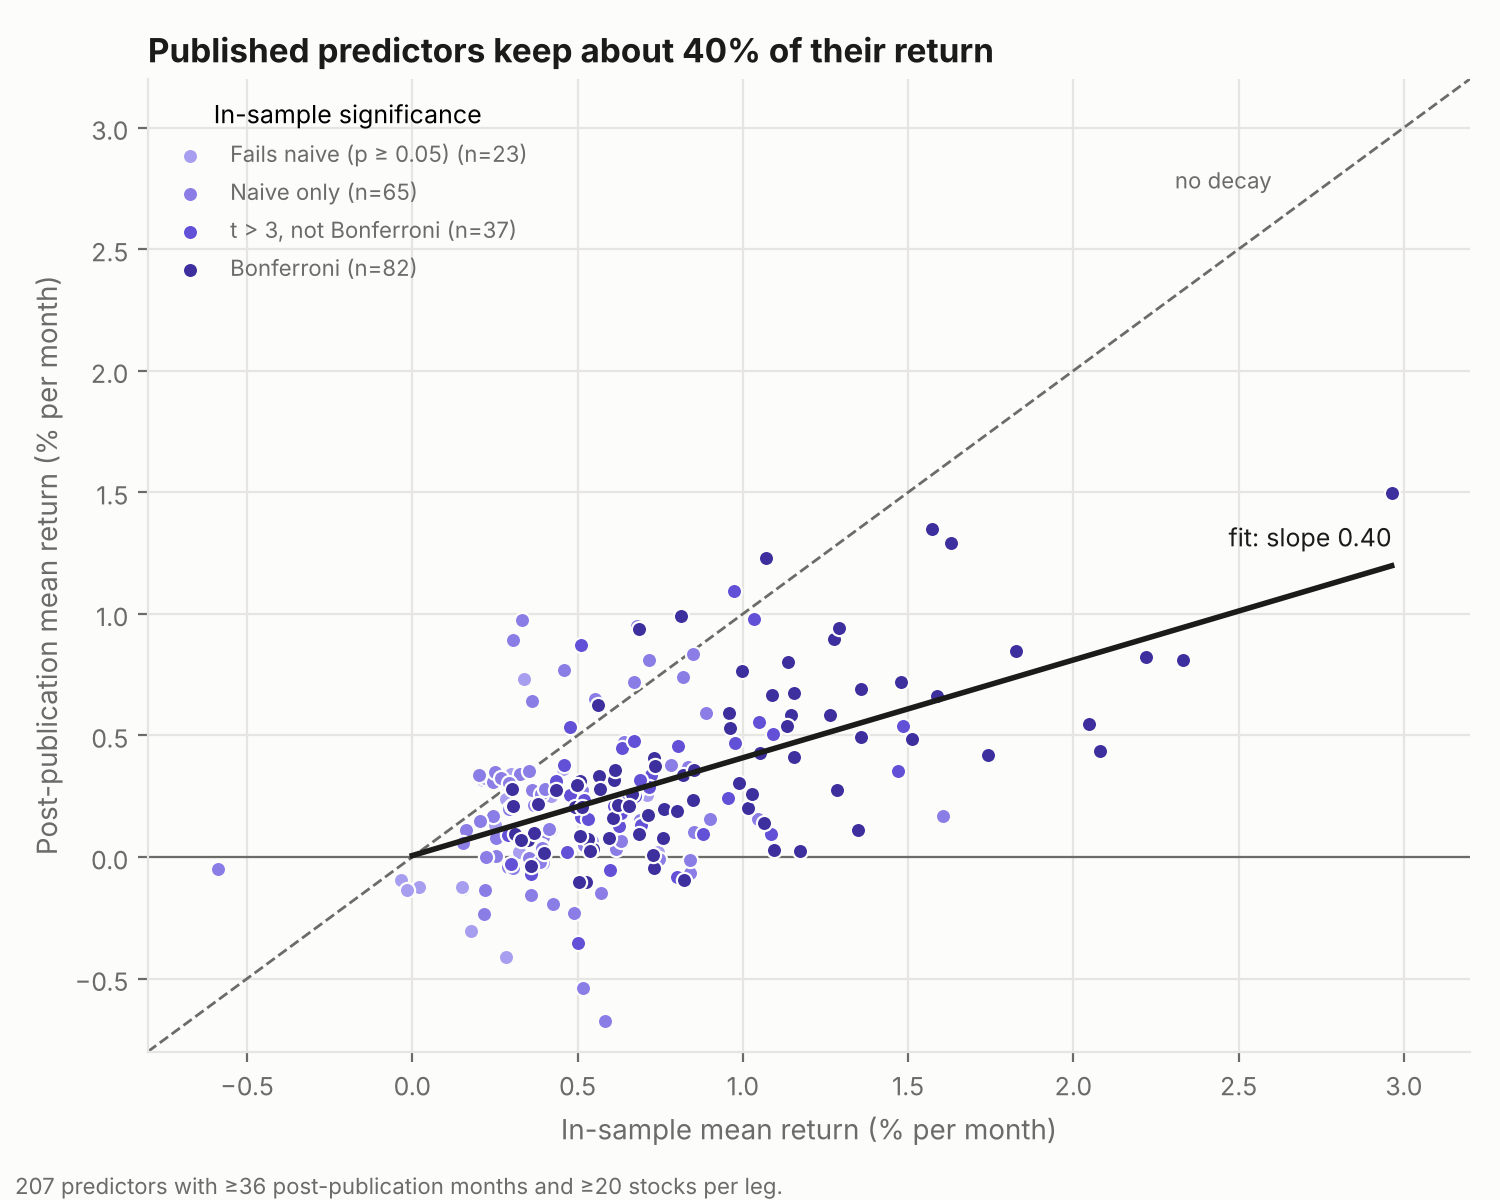 Published predictors keep about 40% of their return
In-sample significance
Fails naive (p ≥ 0.05) (n=23)
Naive only (n=65)
t > 3, not Bonferroni (n=37)
Bonferroni (n=82)
no decay
fit: slope 0.40
Post-publication mean return (% per month)
3.0
2.5
2.0
1.5
1.0
0.5
0.0
−0.5
−0.5
0.0
0.5
1.0
1.5
2.0
2.5
3.0
In-sample mean return (% per month)
207 predictors with ≥36 post-publication months and ≥20 stocks per leg.